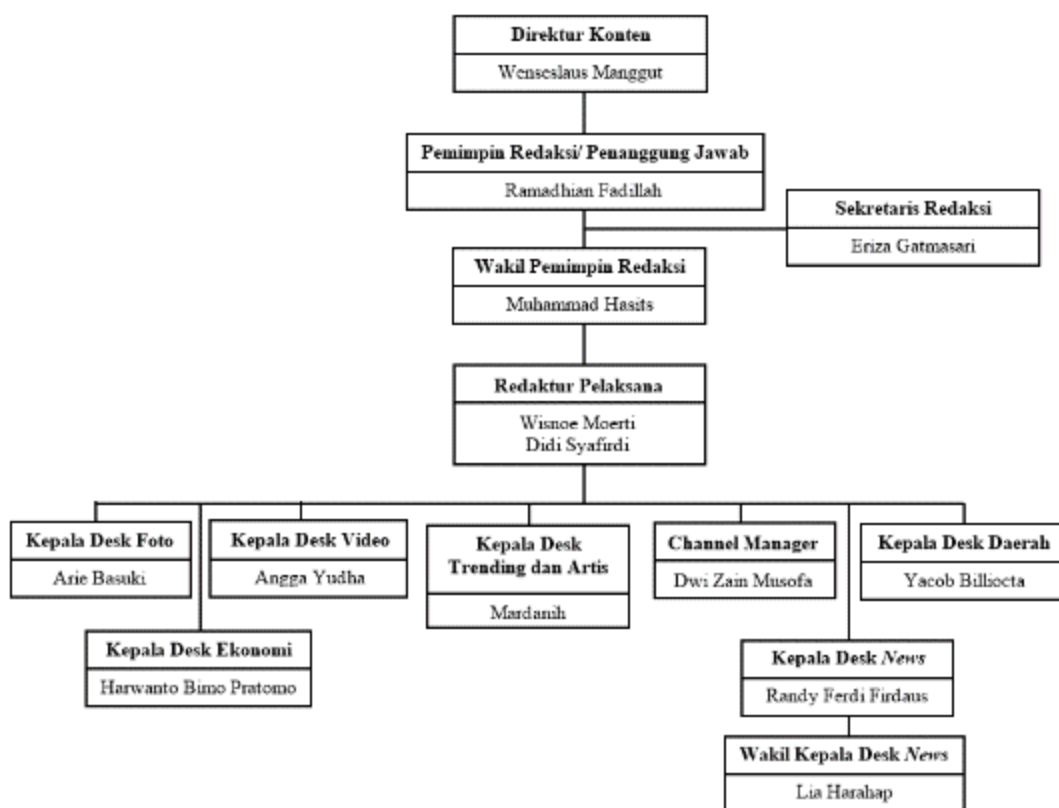 Direktur Konten
Wenseslaus Manggut
Pemimpin Redaksi/ Penanggung Jawab
Ramadhian Fadillah
Sekretaris Redaksi
Eriza Gatmasari
Wakil Pemimpin Redaksi
Muhammad Hasits
Redaktur Pelaksana
Wisnoe Moerti
Didi Syafirdi
Kepala Desk Foto
Arie Basuki
Kepala Desk Video
Angga Yudha
Kepala Desk
Trending dan Artis
Mardanih
Channel Manager
Dwi Zain Musofa
Kepala Desk Daerah
Yacob Billiocta
Kepala Desk Ekonomi
Harwanto Bimo Pratomo
Kepala Desk News
Randy Ferdi Firdaus
Wakil Kepala Desk News
Lia Harahap